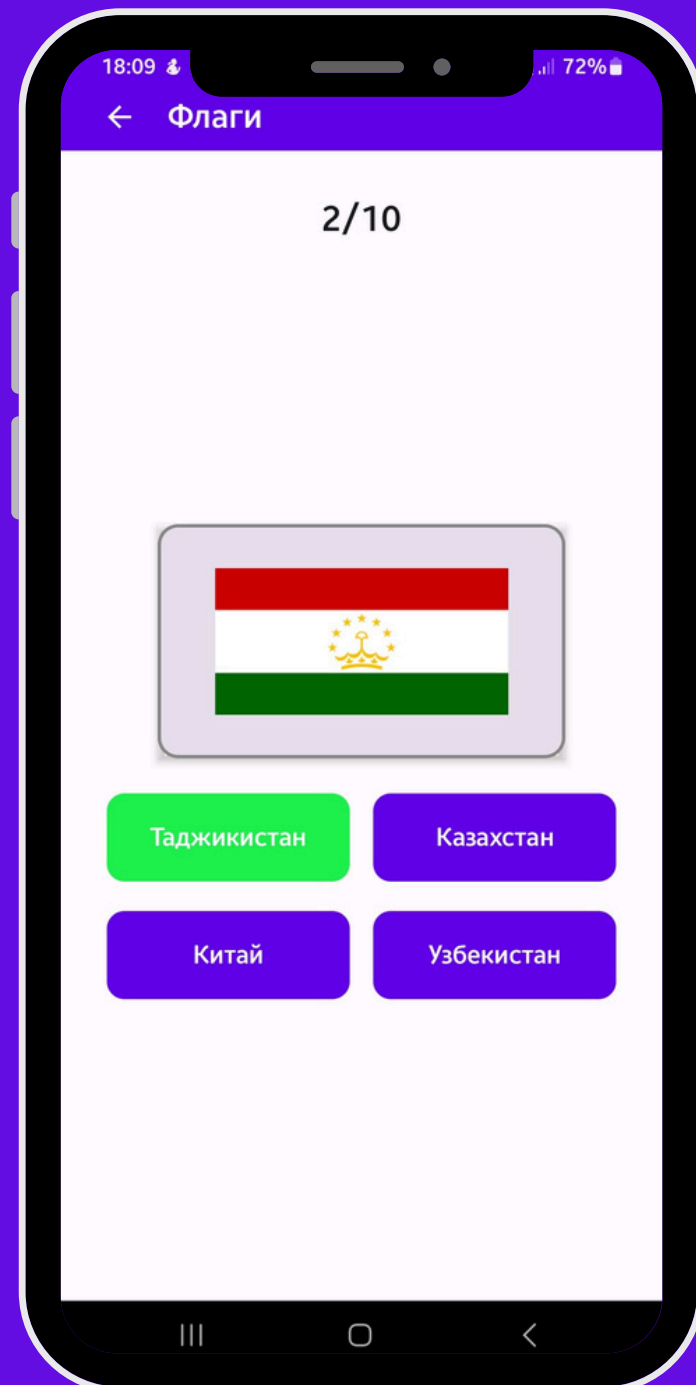 18:09 72%
Флаги
2/10
Таджикистан Казахстан
Китай Узбекистан